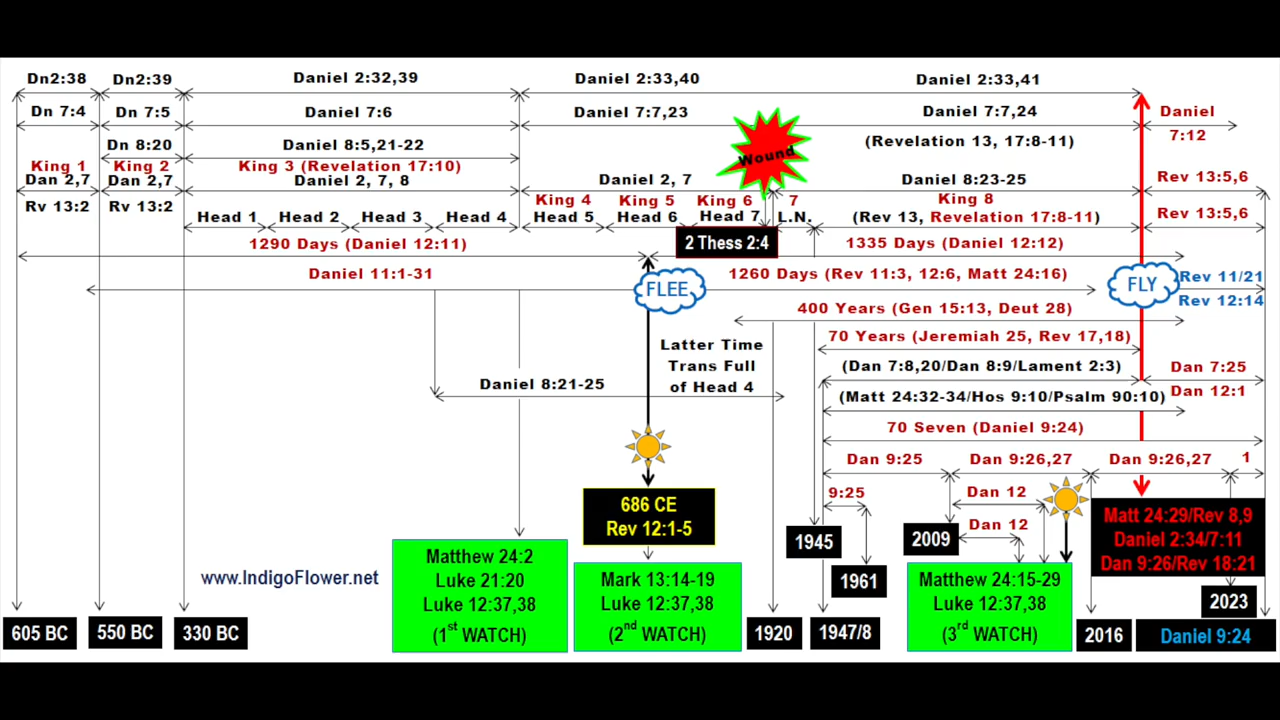 Dn2:38 Dn2:39 Daniel 2:32,39 Daniel 2:33,40 Daniel 2:33,41
Dn 7:4 Dn 7:5 Daniel 7:6 Daniel 7:7,23 Daniel 7:7,24 Daniel
7:12
Dn 8:20 Daniel 8:5,21-22 (Revelation 13, 17:8-11)
Wound
King 1 King 2 King 3 (Revelation 17:10)
Dan 2,7 Dan 2,7 Daniel 2, 7, 8 Daniel 2, 7 Daniel 8:23-25 Rev 13:5,6
King 4 King 5 King 6 7 King 8
Rv 13:2 Rv 13:2 Head 1 Head 2 Head 3 Head 4 Head 5 Head 6 Head 7 L.N. (Rev 13, Revelation 17:8-11) Rev 13:5,6
1290 Days (Daniel 12:11) 2 Thess 2:4 1335 Days (Daniel 12:12)
Daniel 11:1-31 FLEE 1260 Days (Rev 11:3, 12:6, Matt 24:16) FLY Rev 11/21
Rev 12:14
400 Years (Gen 15:13, Deut 28)
70 Years (Jeremiah 25, Rev 17,18)
Latter Time
Trans Full
of Head 4
Daniel 8:21-25
(Dan 7:8,20/Dan 8:9/Lament 2:3) Dan 7:25
(Matt 24:32-34/Hos 9:10/Psalm 90:10) Dan 12:1
70 Seven (Daniel 9:24)
Dan 9:25 Dan 9:26,27 Dan 9:26,27 1
9:25 Dan 12
Dan 12
686 CE
Rev 12:1-5
1945
2009
1961
Matt 24:29/Rev 8,9
Daniel 2:34/7:11
Dan 9:26/Rev 18:21
www.IndigoFlower.net
Matthew 24:2
Luke 21:20
Luke 12:37,38
(1st WATCH)
Mark 13:14-19
Luke 12:37,38
(2nd WATCH)
Matthew 24:15-29
Luke 12:37,38
(3rd WATCH)
2023
605 BC 550 BC 330 BC 1920 1947/8 2016 Daniel 9:24